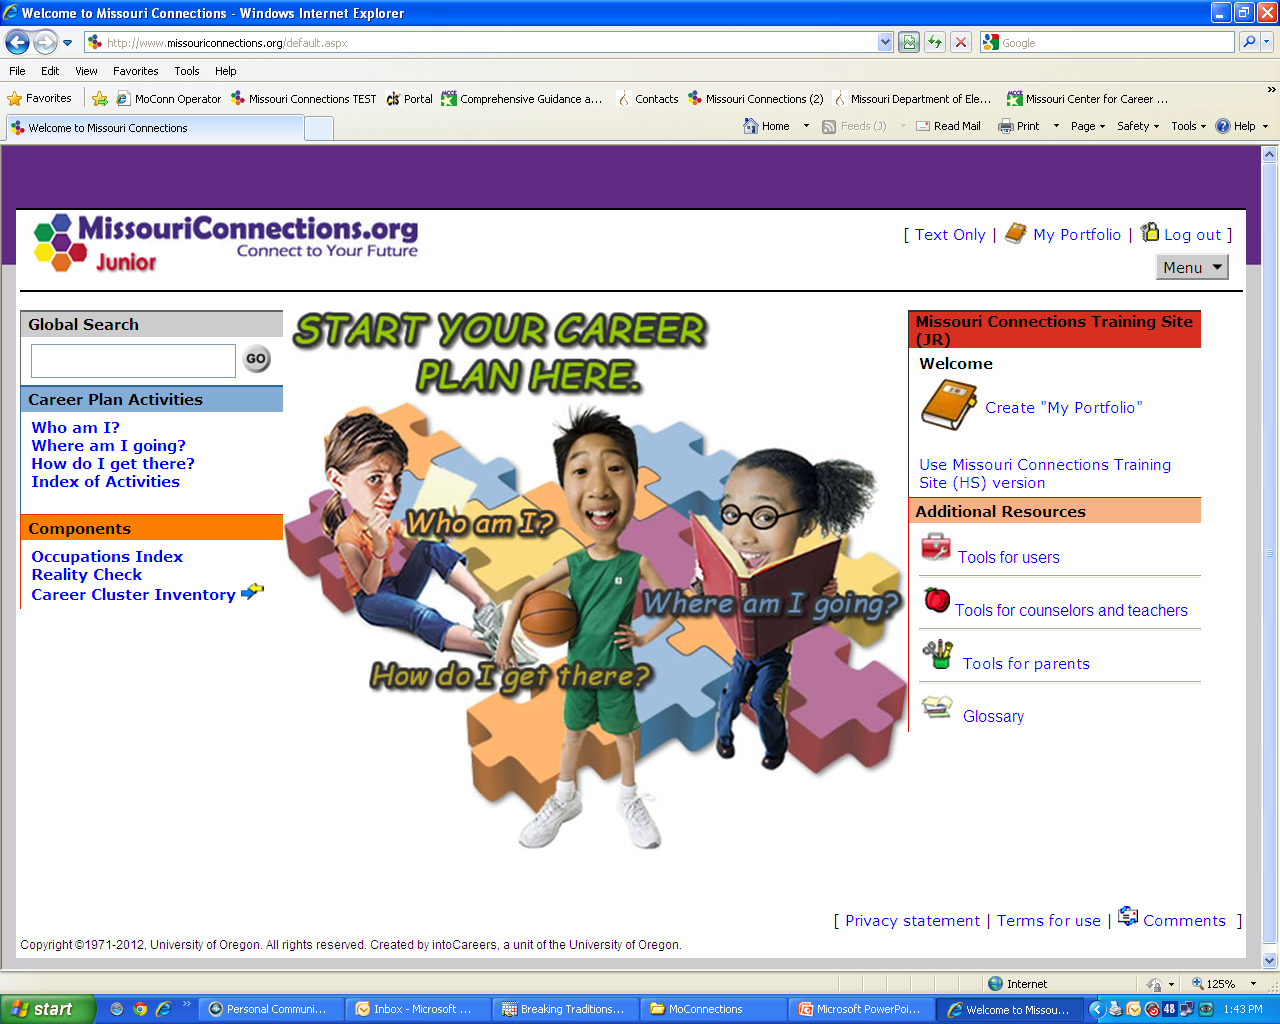 Welcome to Missouri Connections - Windows Internet Explorer
http://www.missouriconnections.org/default.aspx
Google
File Edit View Favorites Tools Help
Favorites MoConn Operator Missouri Connections TEST Portal Comprehensive Guidance a... Contacts Missouri Connections (2) Missouri Department of Ele... Missouri Center for Career ...
Welcome to Missouri Connections
Home Feeds (J) Read Mail Print Page Safety Tools Help
MissouriConnections.org
Connect to Your Future
Junior
[ Text Only | My Portfolio | Log out ]
Menu
Global Search
GO
Career Plan Activities
Who am I?
Where am I going?
How do I get there?
Index of Activities
Components
Occupations Index
Reality Check
Career Cluster Inventory
START YOUR CAREER
PLAN HERE.
Who am I?
Where am I going?
How do I get there?
Missouri Connections Training Site
(JR)
Welcome
Create "My Portfolio"
Use Missouri Connections Training
Site (HS) version
Additional Resources
Tools for users
Tools for counselors and teachers
Tools for parents
Glossary
[ Privacy statement | Terms for use | Comments ]
Copyright ©1971-2012, University of Oregon. All rights reserved. Created by intoCareers, a unit of the University of Oregon.
Internet 125%
start Personal Communi... Inbox - Microsoft ... Breaking Traditions... MoConnections Microsoft PowerPoi... Welcome to Missou... 48 1:43 PM